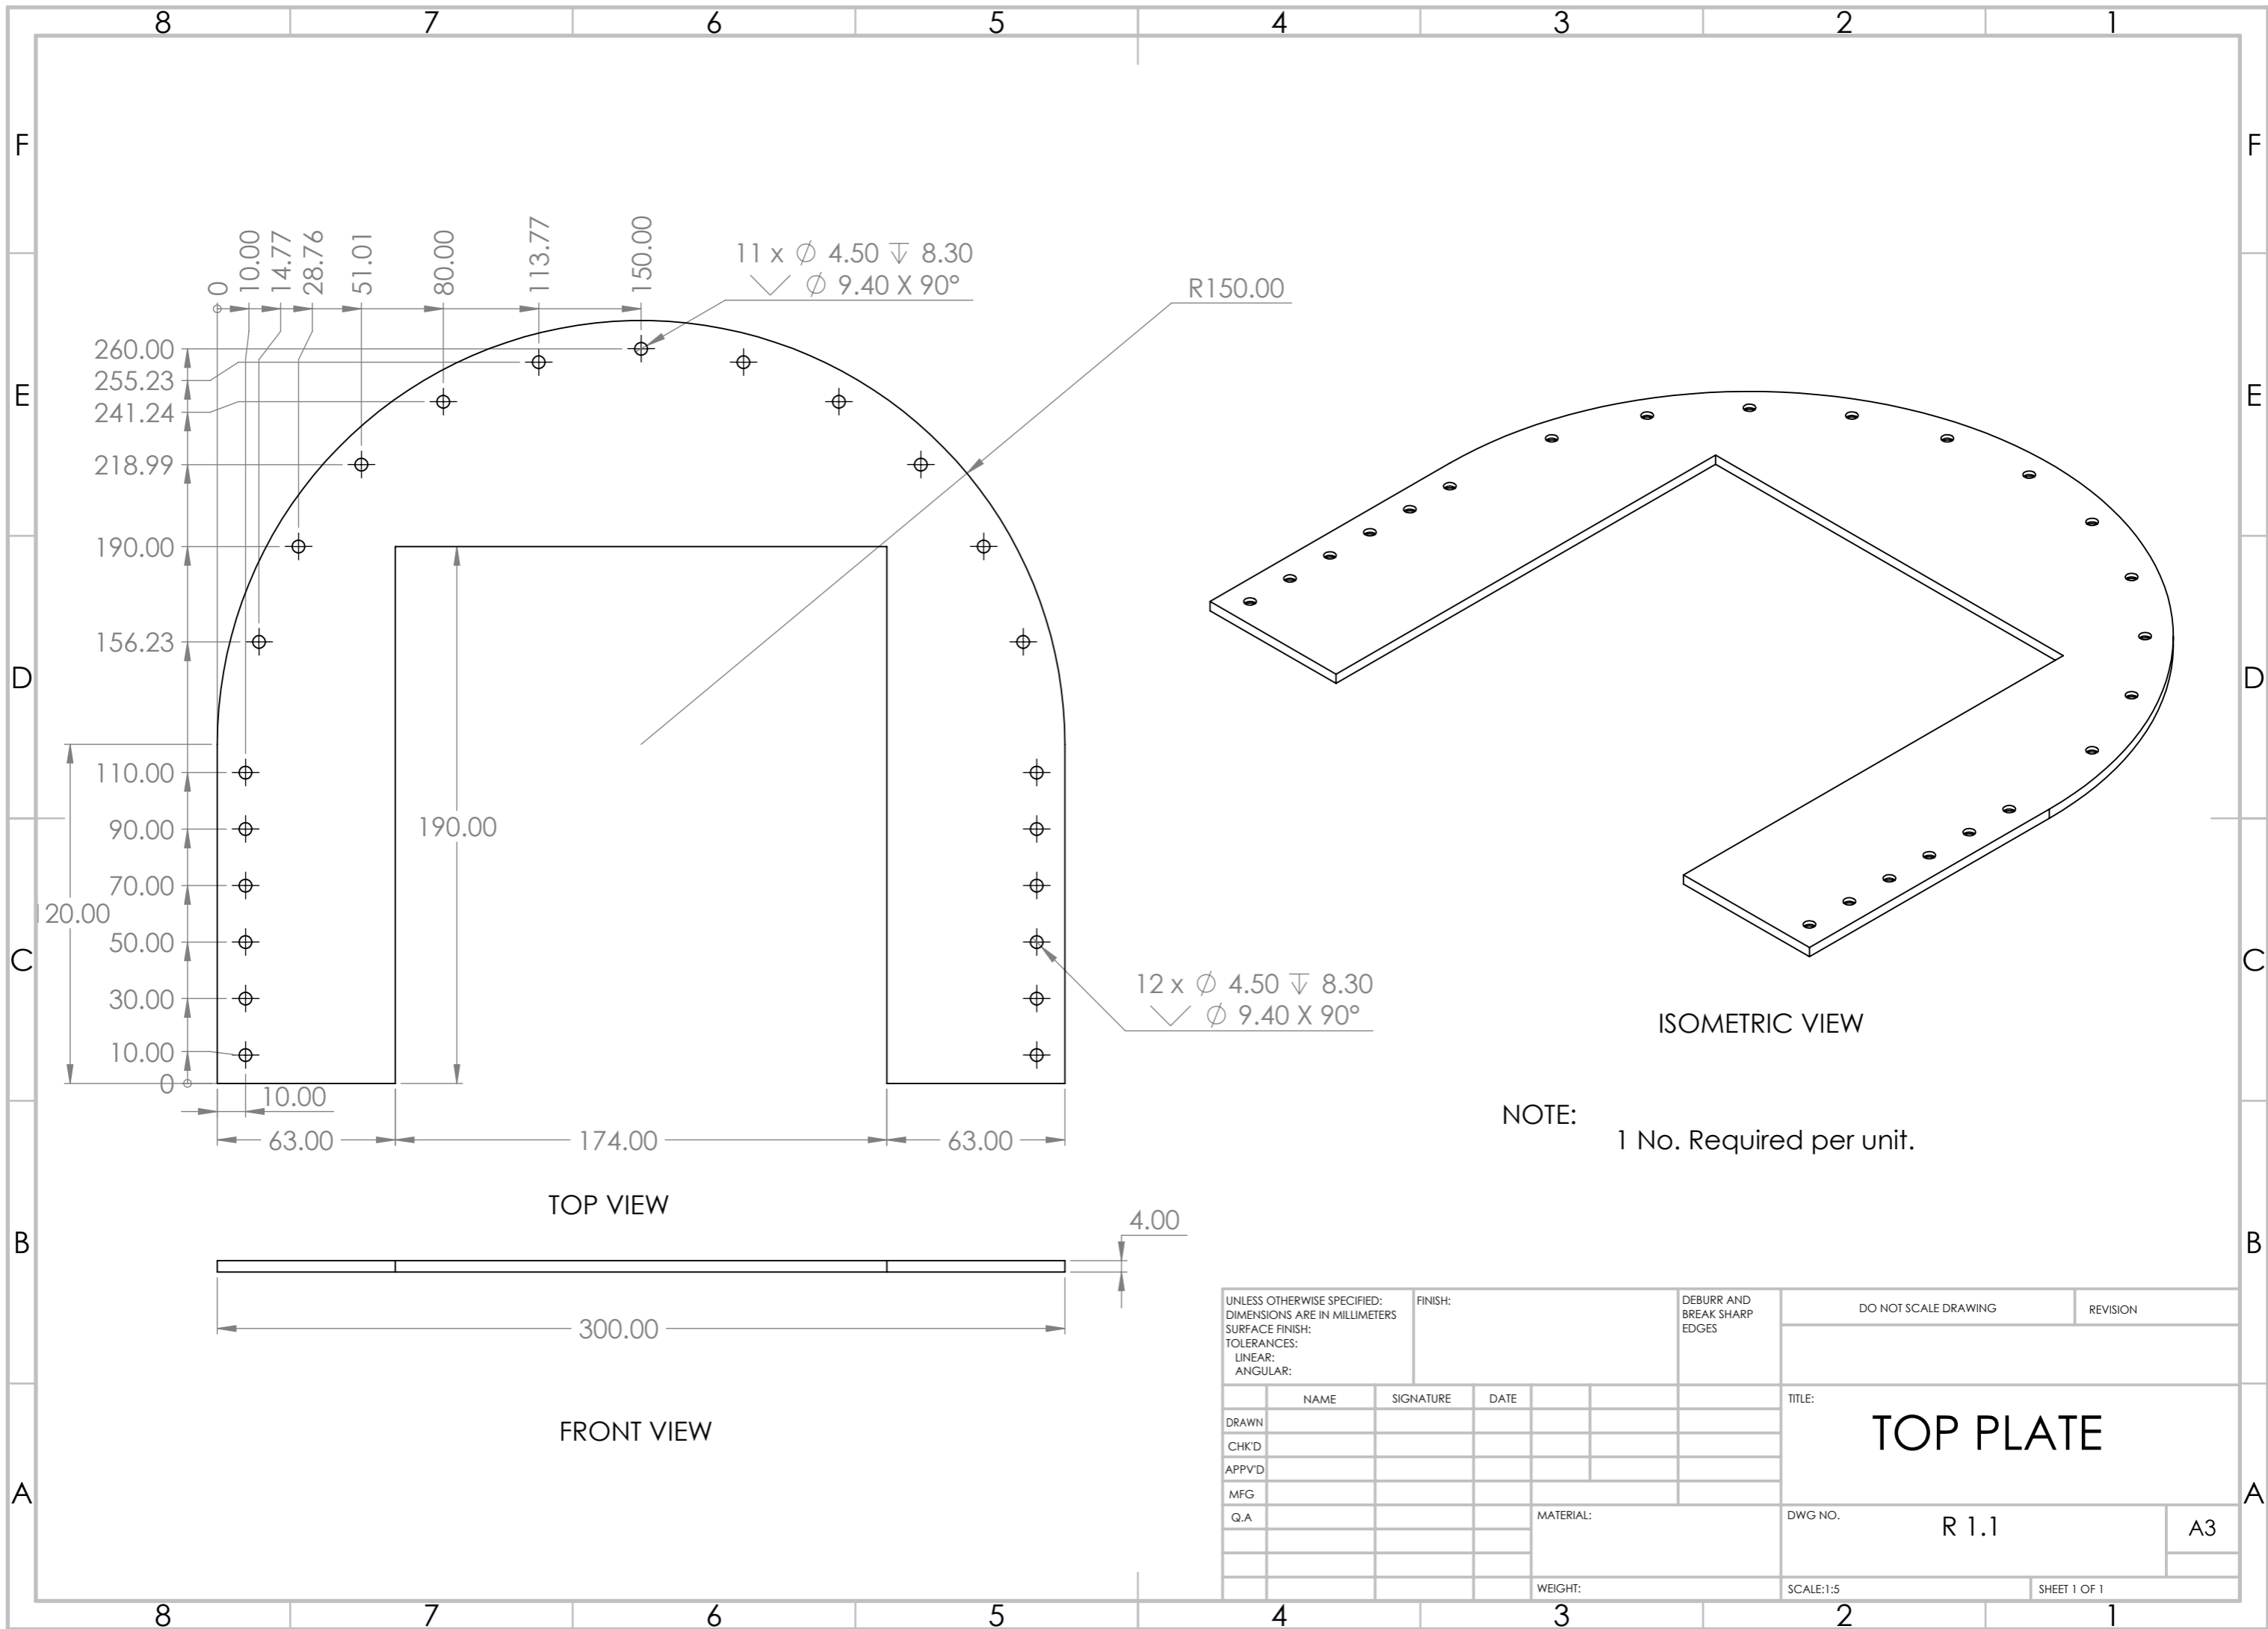 8 7 6 5 4 3 2 1
F F
E E
D D
C C
B B
A A
0
10.00
14.77
28.76
51.01
80.00
113.77
150.00
11 x ∅ 4.50 ↧ 8.30
⌵ ∅ 9.40 X 90°
R150.00
260.00
255.23
241.24
218.99
190.00
156.23
110.00
90.00
70.00
50.00
30.00
10.00
0
120.00
190.00
12 x ∅ 4.50 ↧ 8.30
⌵ ∅ 9.40 X 90°
10.00
63.00
174.00
63.00
TOP VIEW
4.00
300.00
FRONT VIEW
ISOMETRIC VIEW
NOTE:
1 No. Required per unit.
UNLESS OTHERWISE SPECIFIED:
DIMENSIONS ARE IN MILLIMETERS
SURFACE FINISH:
TOLERANCES:
LINEAR:
ANGULAR:
FINISH:
DEBURR AND
BREAK SHARP
EDGES
DO NOT SCALE DRAWING
REVISION
NAME
SIGNATURE
DATE
DRAWN
CHK'D
APPV'D
MFG
Q.A
TITLE:
TOP PLATE
MATERIAL:
DWG NO.
R 1.1
A3
WEIGHT:
SCALE:1:5
SHEET 1 OF 1
8 7 6 5 4 3 2 1